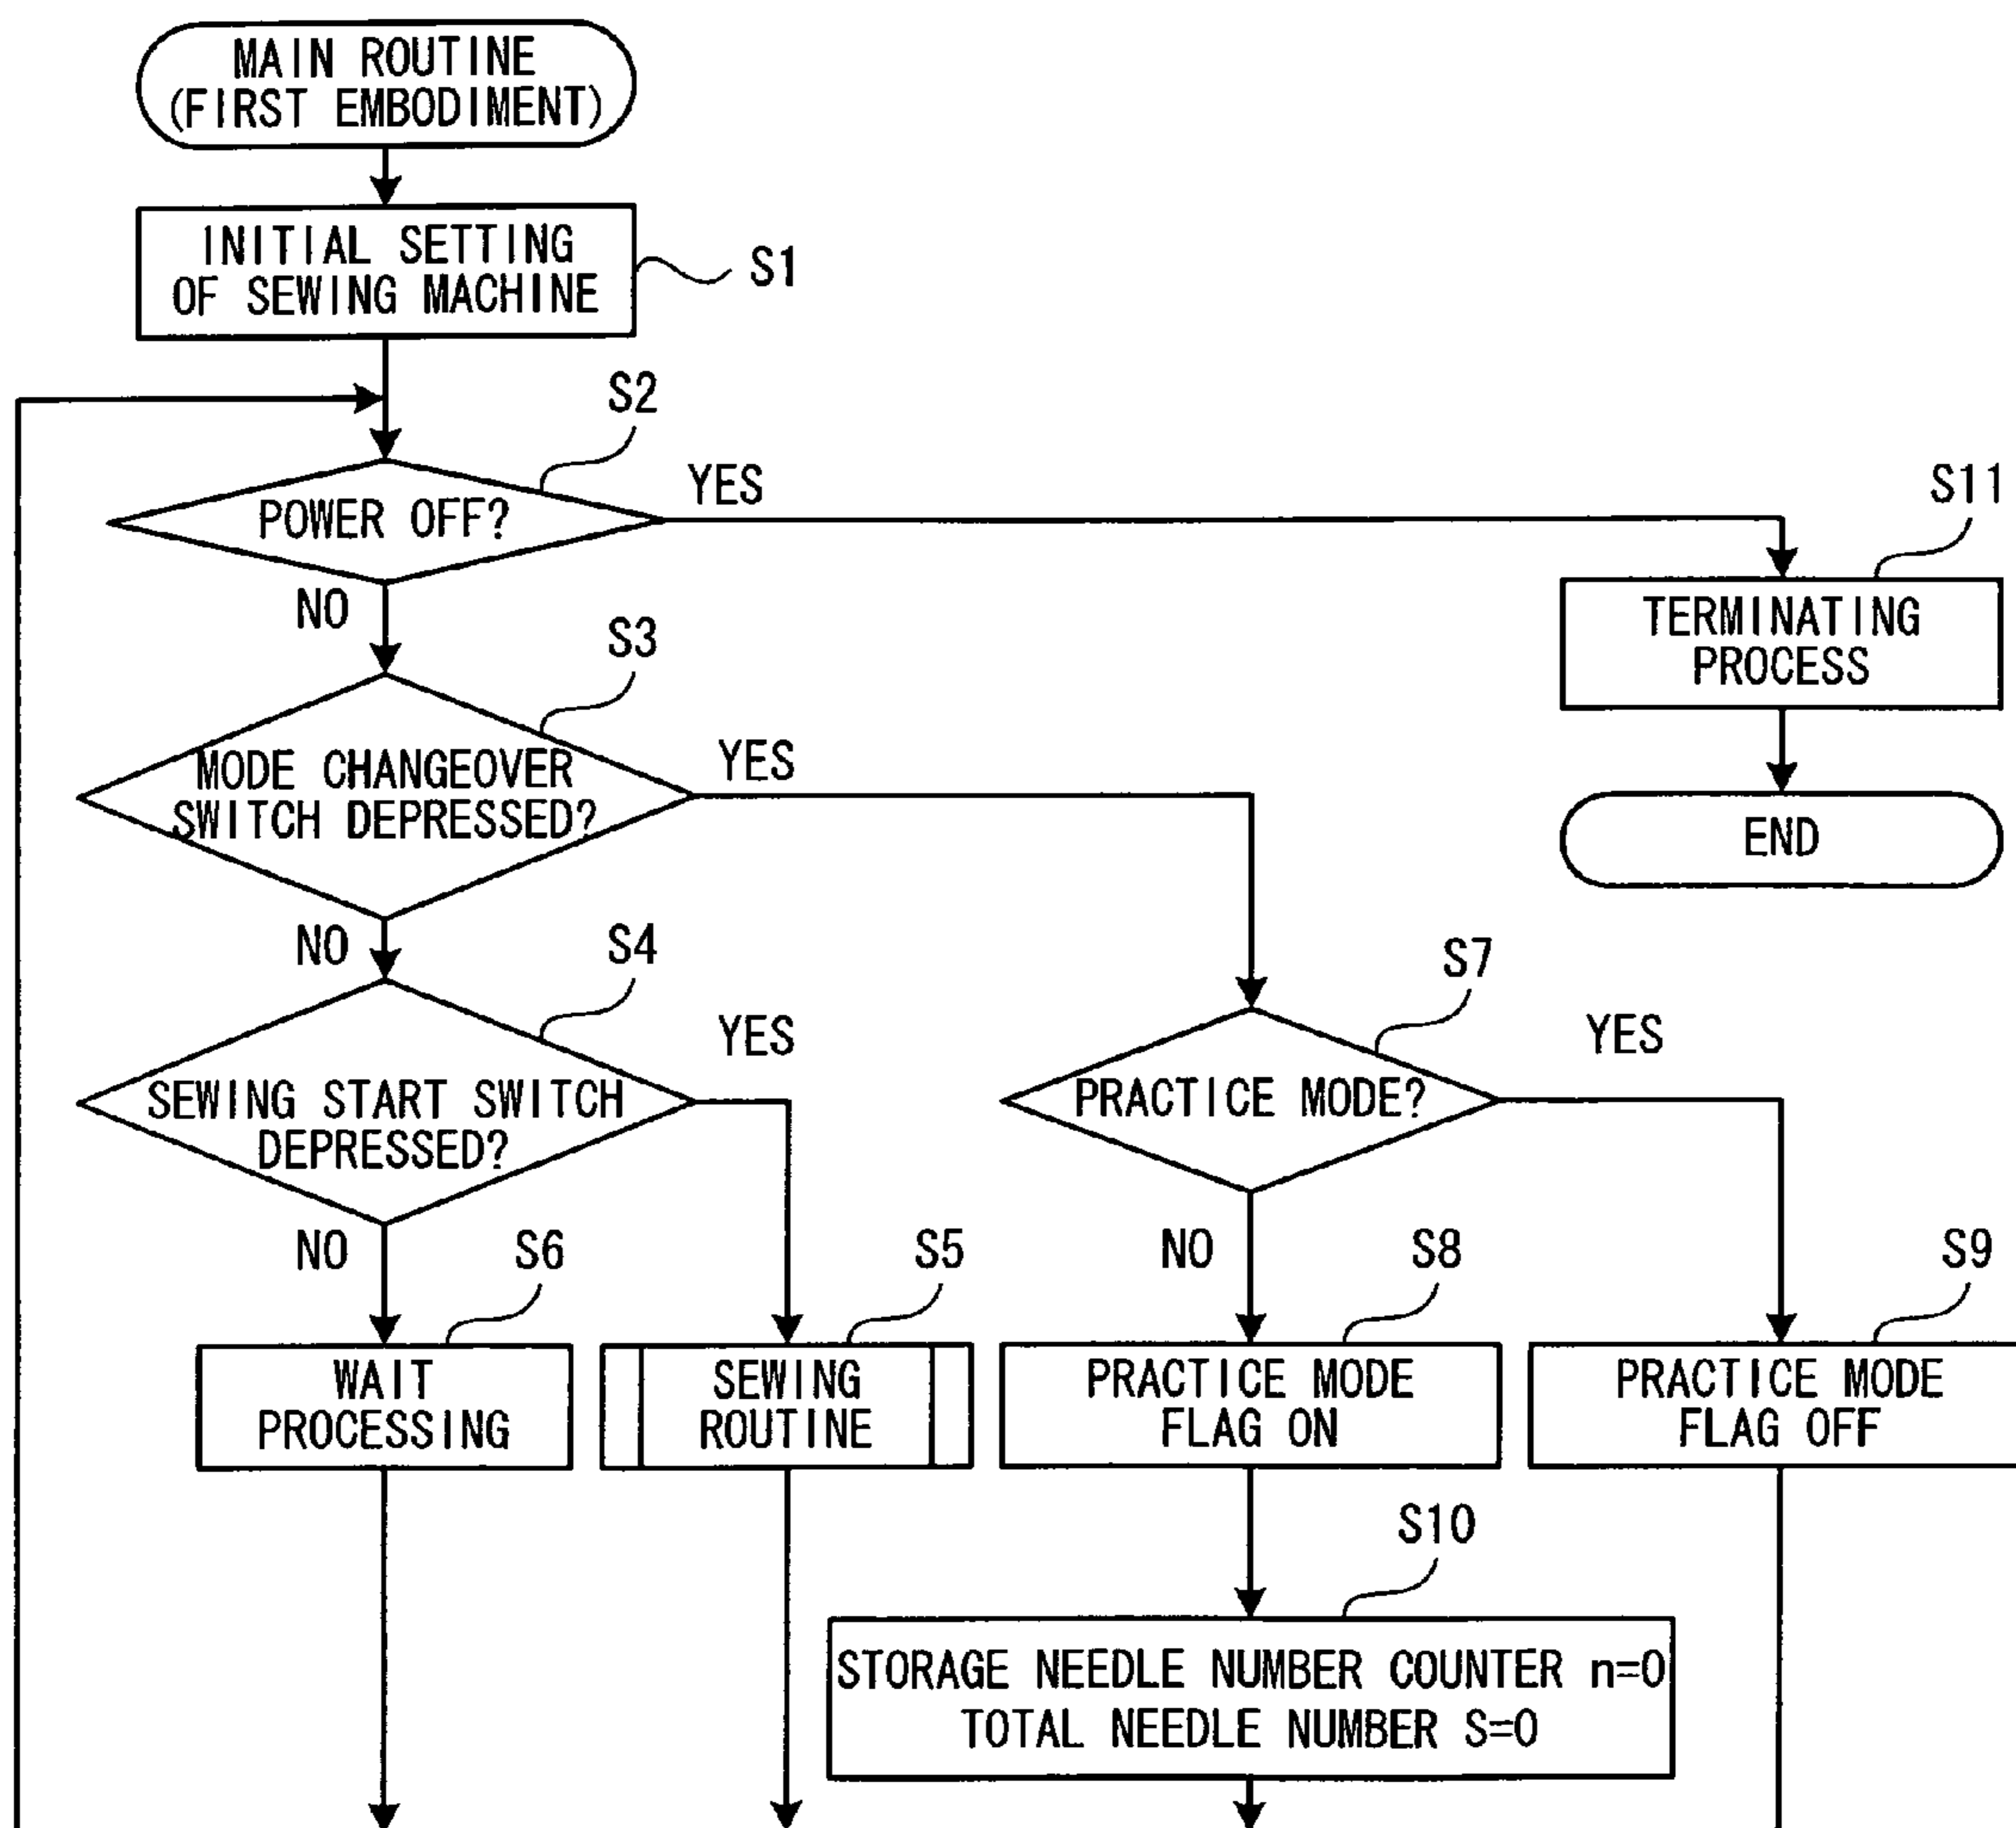 MAIN ROUTINE
(FIRST EMBODIMENT)
INITIAL SETTING
OF SEWING MACHINE
S1
S2
POWER OFF?
YES
NO
S11
TERMINATING
PROCESS
END
S3
MODE CHANGEOVER
SWITCH DEPRESSED?
YES
NO
S4
SEWING START SWITCH
DEPRESSED?
YES
NO
S7
PRACTICE MODE?
YES
NO
S6
WAIT
PROCESSING
S5
SEWING
ROUTINE
S8
PRACTICE MODE
FLAG ON
S9
PRACTICE MODE
FLAG OFF
S10
STORAGE NEEDLE NUMBER COUNTER n=0
TOTAL NEEDLE NUMBER S=0